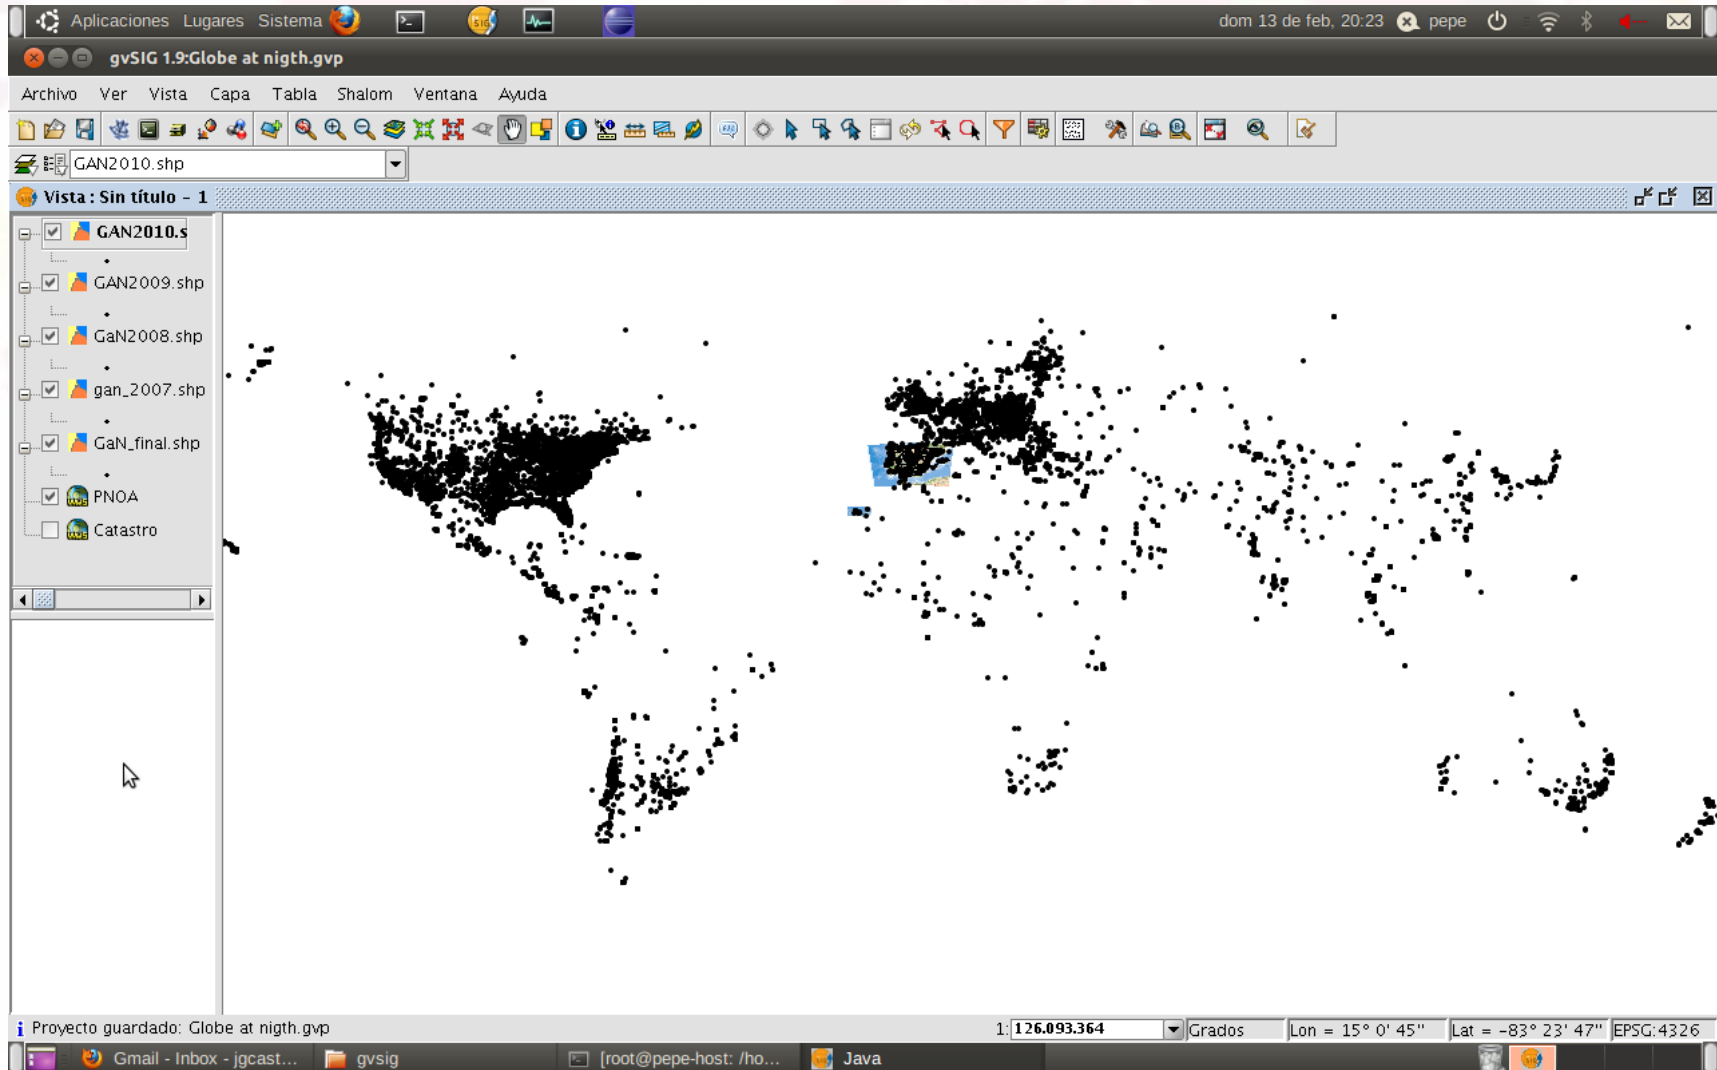 Aplicaciones Lugares Sistema dom 13 de feb, 20:23 pepe
gvSIG 1.9:Globe at nigth.gvp
Archivo Ver Vista Capa Tabla Shalom Ventana Ayuda
GAN2010.shp
Vista : Sin título - 1
GAN2010.s
GAN2009.shp
GaN2008.shp
gan_2007.shp
GaN_final.shp
PNOA
Catastro
Proyecto guardado: Globe at nigth.gvp 1: 126.093.364 Grados Lon = 15° 0' 45'' Lat = -83° 23' 47'' EPSG:4326
Gmail - Inbox - jgcast... gvsig [root@pepe-host: /ho... Java